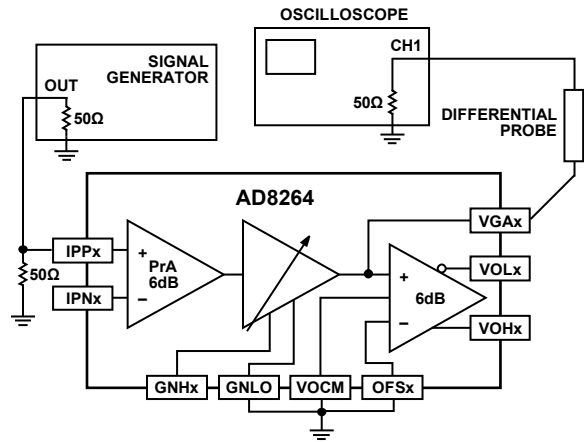 OSCILLOSCOPE
SIGNAL
GENERATOR
OUT
50Ω
CH1
50Ω
DIFFERENTIAL
PROBE
AD8264
IPPx
IPNx
50Ω
+
−
PrA
6dB
+
−
6dB
VGAx
VOLx
VOHx
GNHx
GNLO
VOCM
OFSx